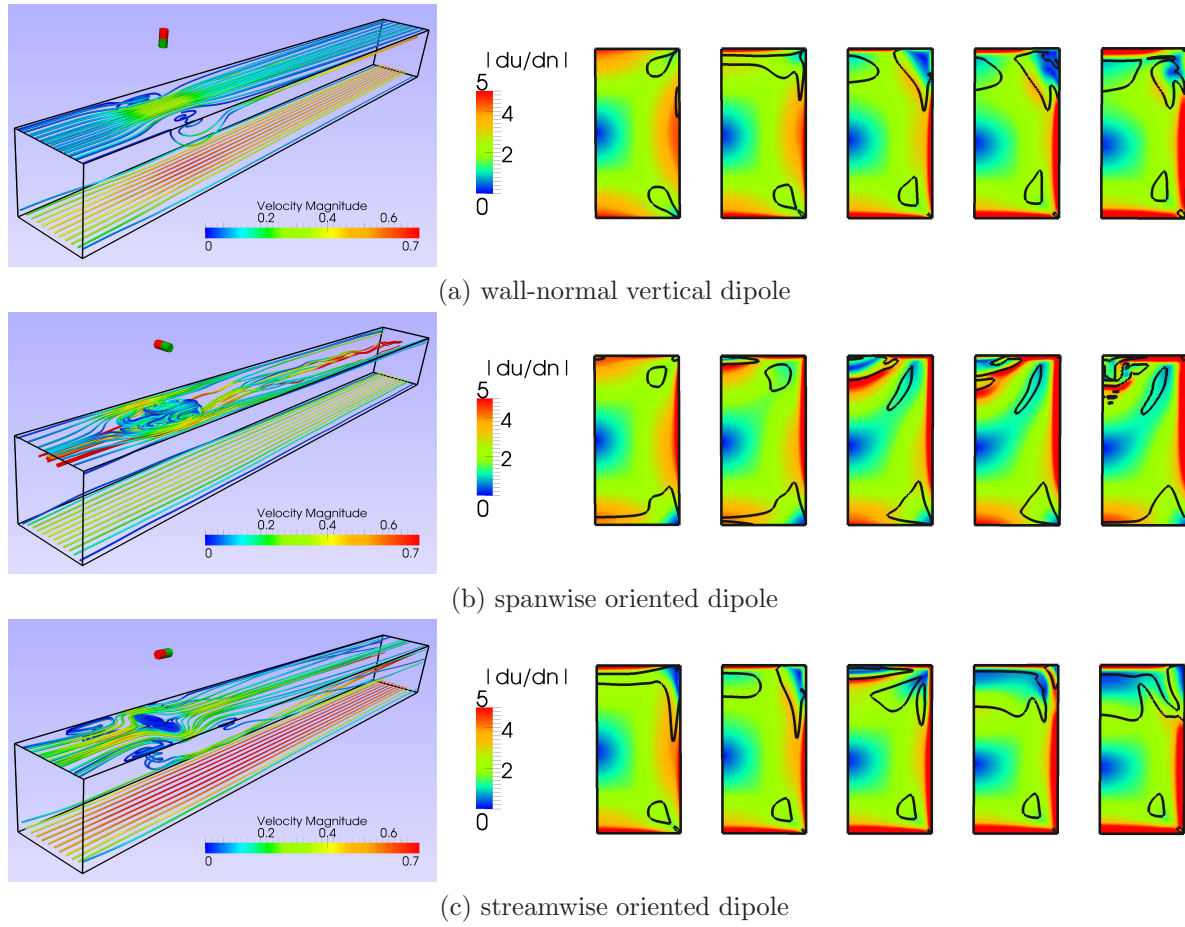 | du/dn |
5
4
2
0
Velocity Magnitude
0.2 0.4 0.6
0 0.7
(a) wall-normal vertical dipole
| du/dn |
5
4
2
0
Velocity Magnitude
0.2 0.4 0.6
0 0.7
(b) spanwise oriented dipole
| du/dn |
5
4
2
0
Velocity Magnitude
0.2 0.4 0.6
0 0.7
(c) streamwise oriented dipole